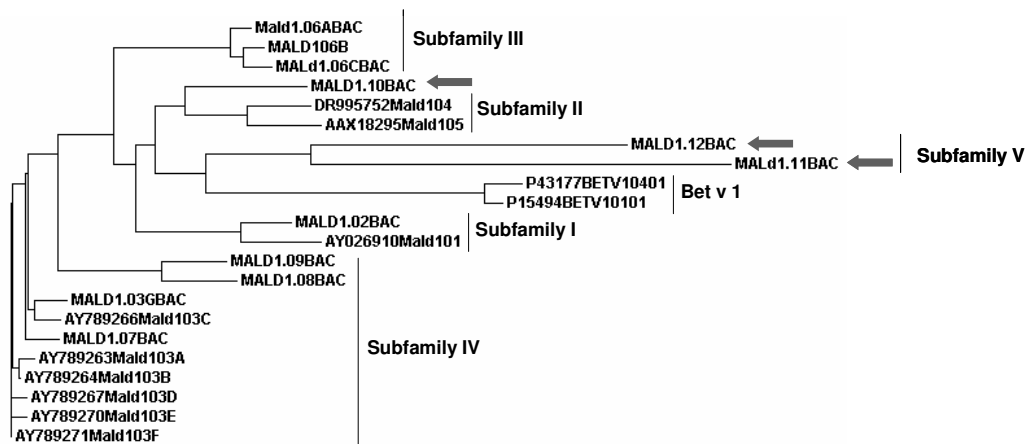 Mald1.06ABAC
MALD106B
MALd1.06CBAC
Subfamily III
MALD1.10BAC
DR995752Mald104
AAX18295Mald105
Subfamily II
MALD1.12BAC
MALd1.11BAC
Subfamily V
P43177BETV10401
P15494BETV10101
Bet v 1
MALD1.02BAC
AY026910Mald101
Subfamily I
MALD1.09BAC
MALD1.08BAC
MALD1.03GBAC
AY789266Mald103C
MALD1.07BAC
AY789263Mald103A
AY789264Mald103B
AY789267Mald103D
AY789270Mald103E
AY789271Mald103F
Subfamily IV